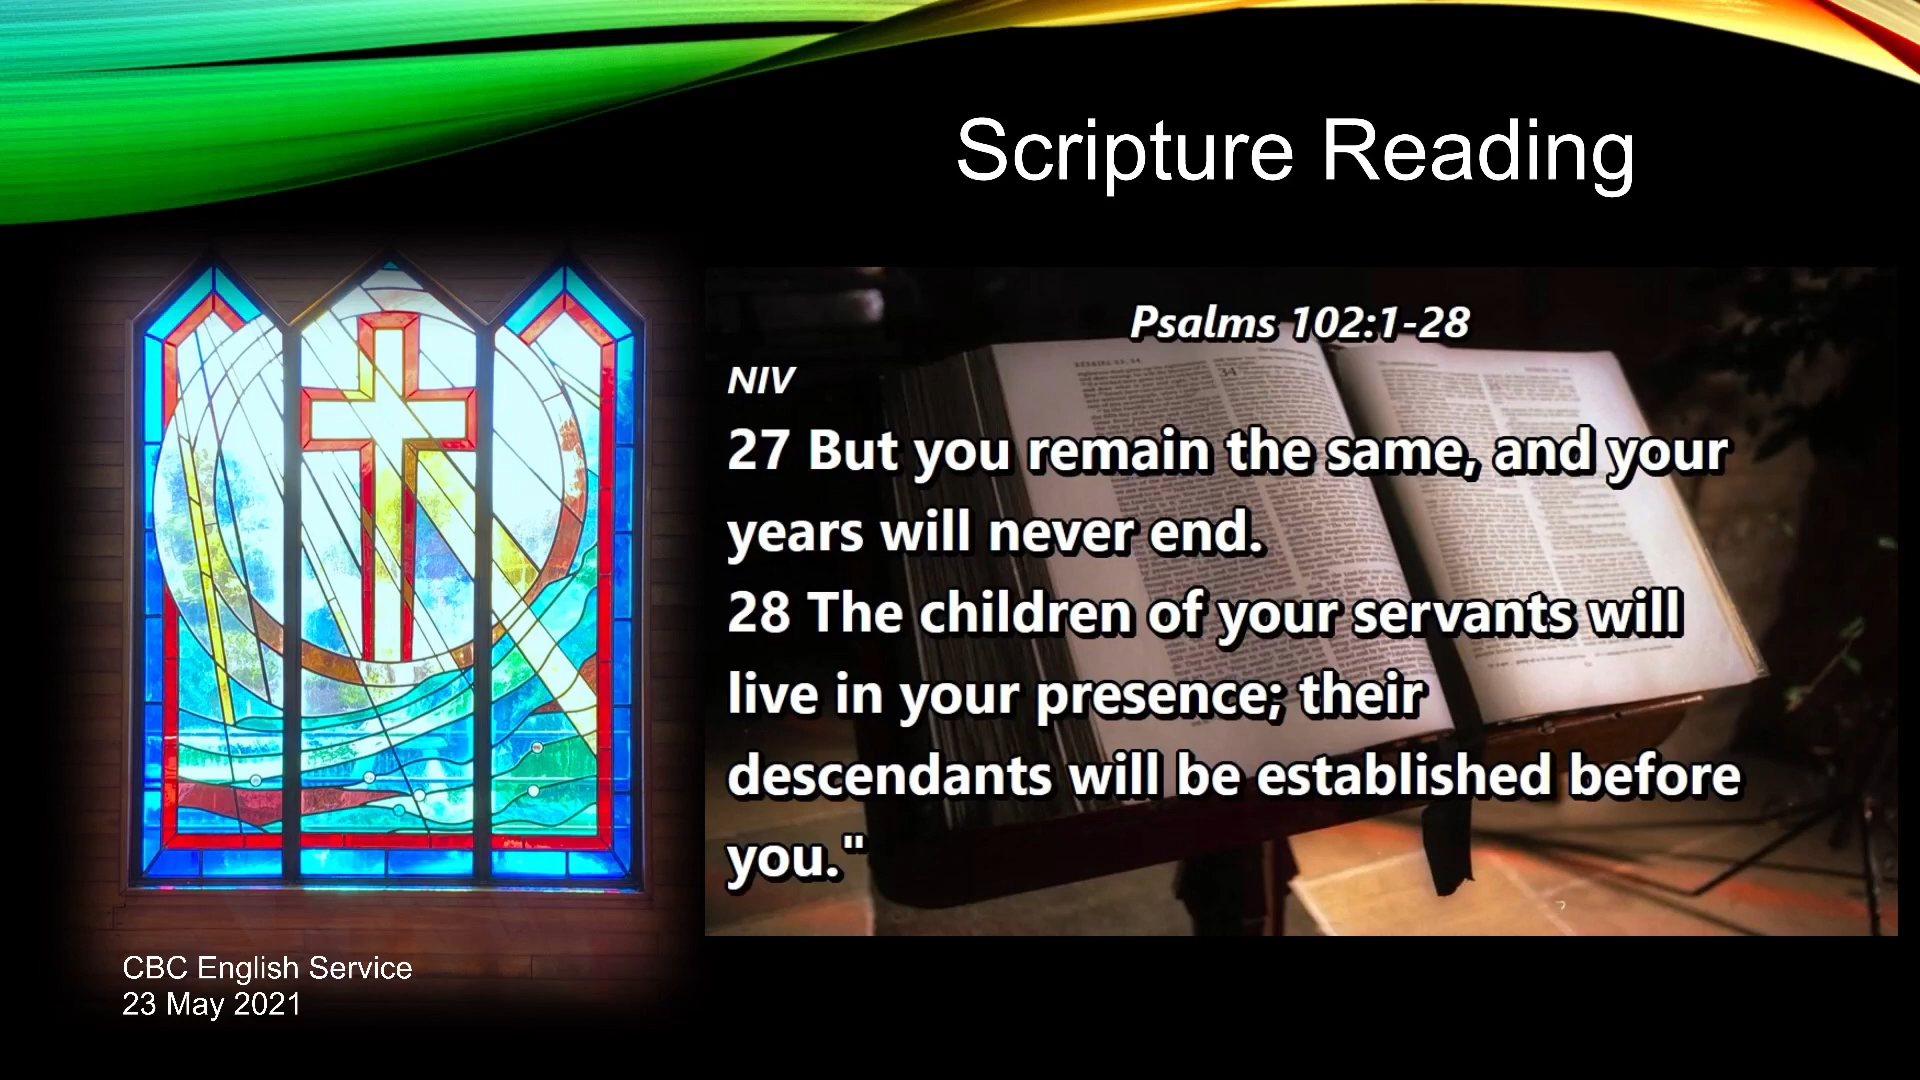 Scripture Reading
Psalms 102:1-28
NIV
27 But you remain the same, and your
years will never end.
28 The children of your servants will
live in your presence; their
descendants will be established before
you."
CBC English Service
23 May 2021